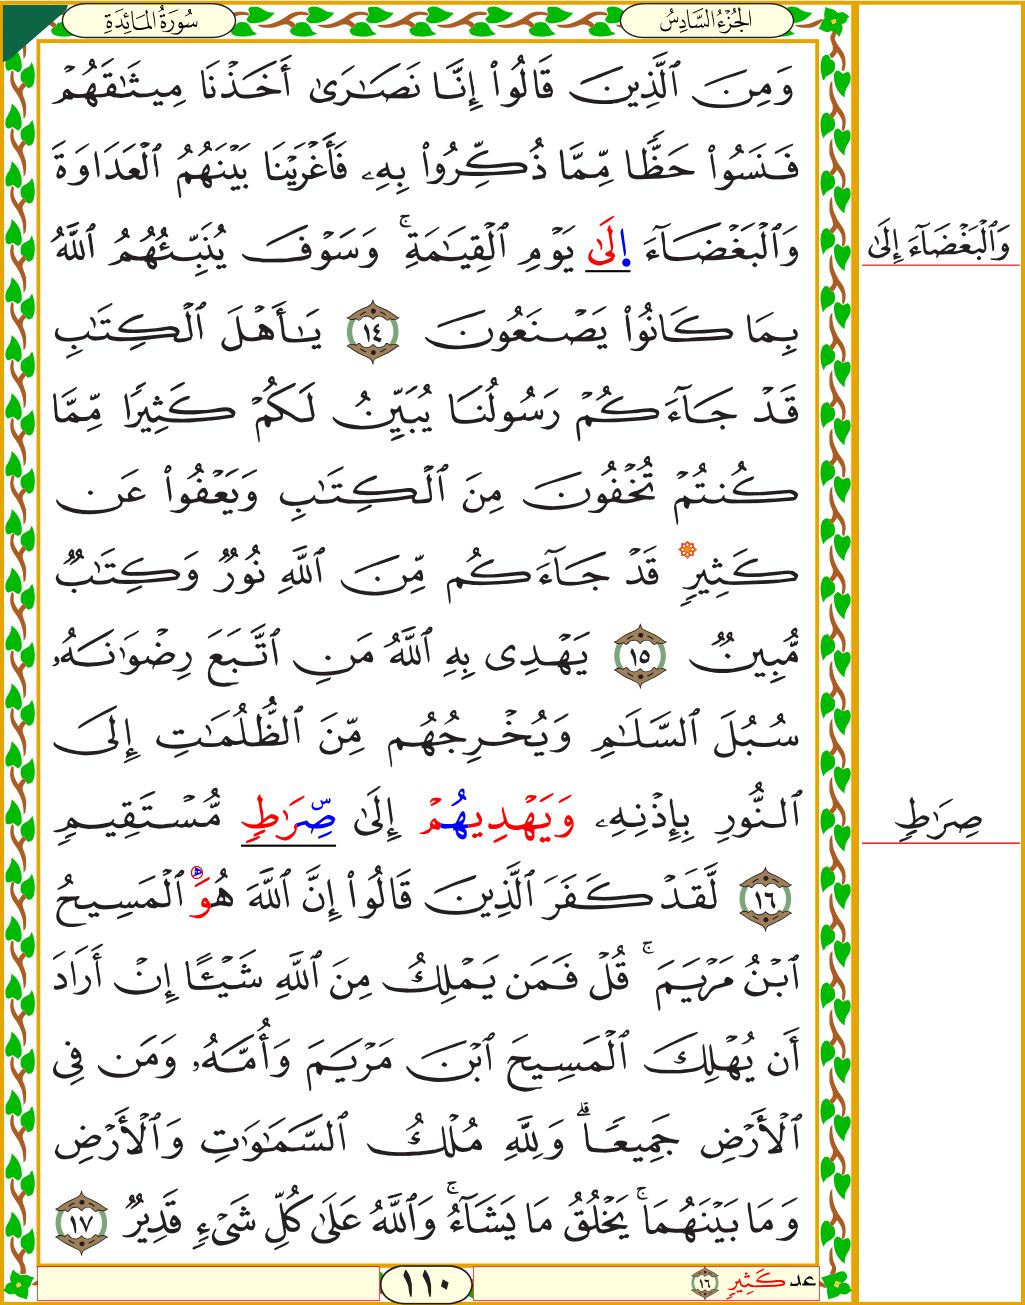 الجُزْءُ السَّادِسُ
سُورَةُ المَائِدَةِ
وَمِنَ ٱلَّذِينَ قَالُوٓا۟ إِنَّا نَصَـٰرَىٰٓ أَخَذْنَا مِيثَـٰقَهُمْ
فَنَسُوا۟ حَظًّا مِّمَّا ذُكِّرُوا۟ بِهِۦ فَأَغْرَيْنَا بَيْنَهُمُ ٱلْعَدَاوَةَ
وَٱلْبَغْضَآءَ اِ۬لَىٰ يَوْمِ ٱلْقِيَـٰمَةِ ۚ وَسَوْفَ يُنَبِّئُهُمُ ٱللَّهُ
بِمَا كَانُوا۟ يَصْنَعُونَ ١٤ يَـٰٓأَهْلَ ٱلْكِتَـٰبِ
قَدْ جَآءَكُمْ رَسُولُنَا يُبَيِّنُ لَكُمْ كَثِيرًا مِّمَّا
كُنتُمْ تُخْفُونَ مِنَ ٱلْكِتَـٰبِ وَيَعْفُوا۟ عَن
كَثِيرٍ قَدْ جَآءَكُم مِّنَ ٱللَّهِ نُورٌ وَكِتَـٰبٌ
مُّبِينٌ ١٥ يَهْدِى بِهِ ٱللَّهُ مَنِ ٱتَّبَعَ رِضْوَٰنَهُۥ
سُبُلَ ٱلسَّلَـٰمِ وَيُخْرِجُهُم مِّنَ ٱلظُّلُمَـٰتِ إِلَى
ٱلنُّورِ بِإِذْنِهِۦ وَيَهْدِيهُمْ إِلَىٰ صِّرَٰطٍ مُّسْتَقِيمٍ
١٦ لَّقَدْ كَفَرَ ٱلَّذِينَ قَالُوٓا۟ إِنَّ ٱللَّهَ هُوَ ٱلْمَسِيحُ
ٱبْنُ مَرْيَمَ ۚ قُلْ فَمَن يَمْلِكُ مِنَ ٱللَّهِ شَيْـًٔا إِنْ أَرَادَ
أَن يُهْلِكَ ٱلْمَسِيحَ ٱبْنَ مَرْيَمَ وَأُمَّهُۥ وَمَن فِى
ٱلْأَرْضِ جَمِيعًا ۗ وَلِلَّهِ مُلْكُ ٱلسَّمَـٰوَٰتِ وَٱلْأَرْضِ
وَمَا بَيْنَهُمَا ۚ يَخْلُقُ مَا يَشَآءُ ۚ وَٱللَّهُ عَلَىٰ كُلِّ شَىْءٍ قَدِيرٌ ١٧
وَٱلْبَغْضَآءَ إِلَىٰ
صِرَٰطٍ
عد كَثِيرٍ ١٦
١١٠